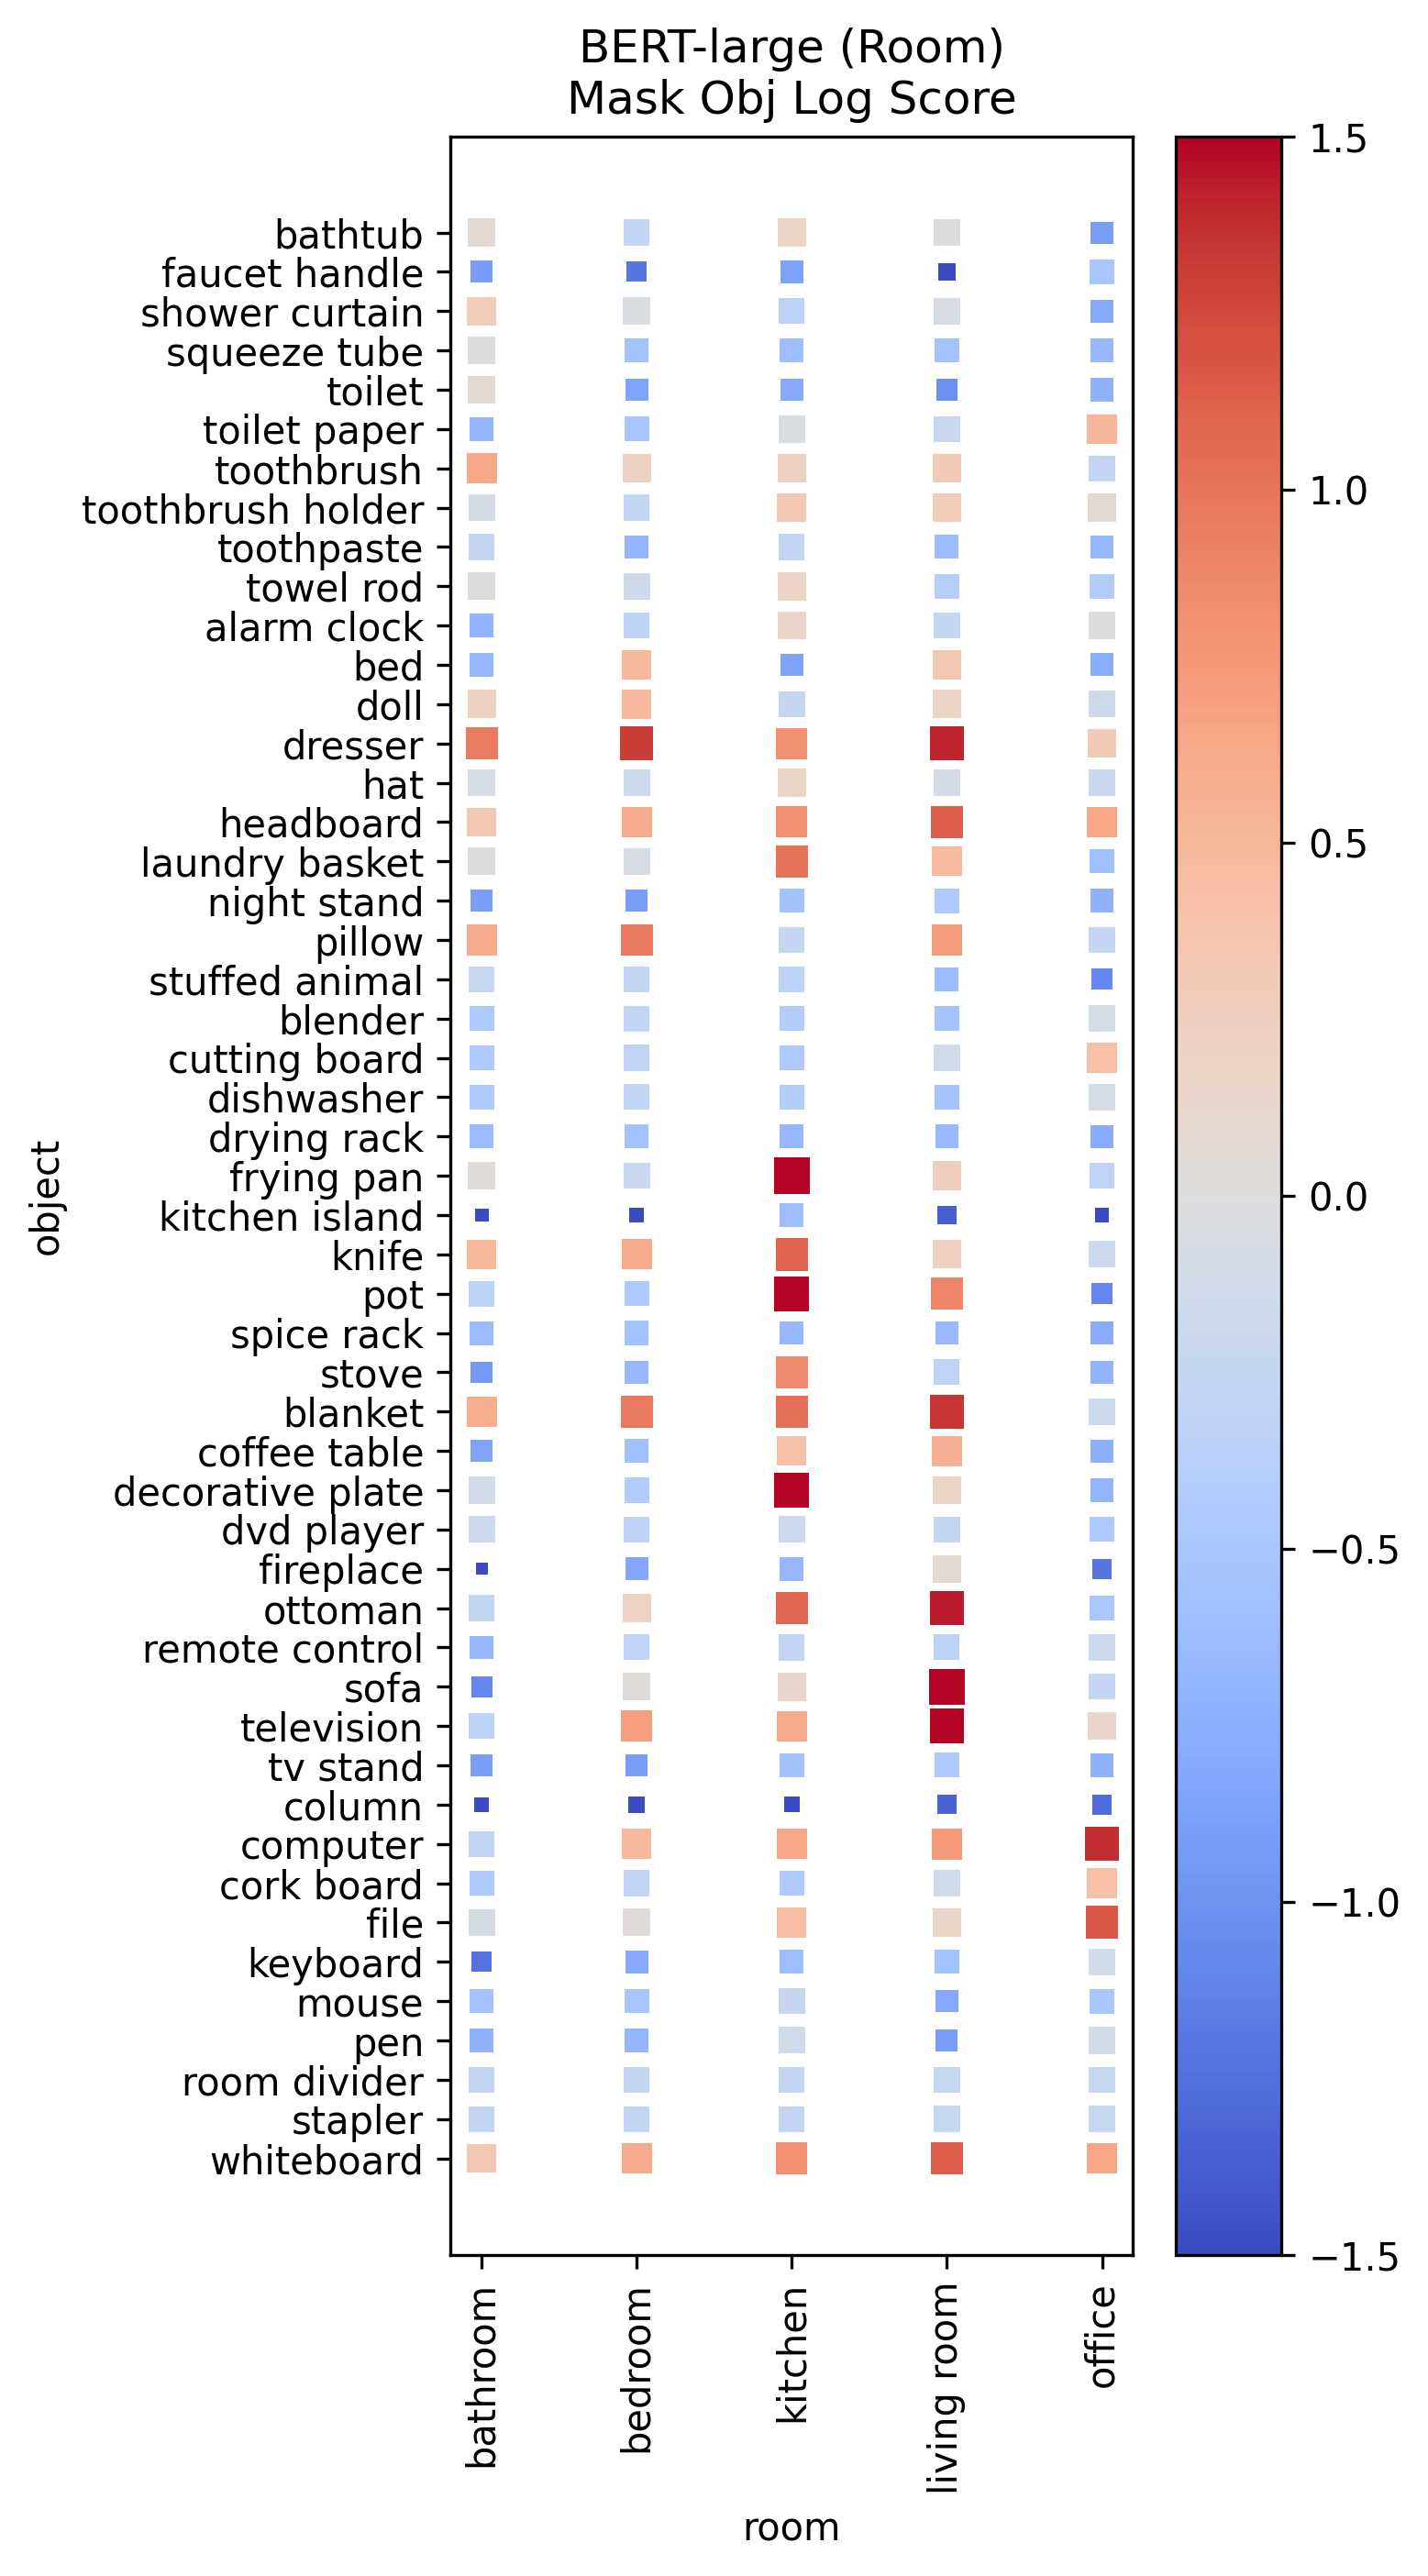 BERT-large (Room)
Mask Obj Log Score
object
bathtub
faucet handle
shower curtain
squeeze tube
toilet
toilet paper
toothbrush
toothbrush holder
toothpaste
towel rod
alarm clock
bed
doll
dresser
hat
headboard
laundry basket
night stand
pillow
stuffed animal
blender
cutting board
dishwasher
drying rack
frying pan
kitchen island
knife
pot
spice rack
stove
blanket
coffee table
decorative plate
dvd player
fireplace
ottoman
remote control
sofa
television
tv stand
column
computer
cork board
file
keyboard
mouse
pen
room divider
stapler
whiteboard
bathroom
bedroom
kitchen
living room
office
room
1.5
1.0
0.5
0.0
−0.5
−1.0
−1.5